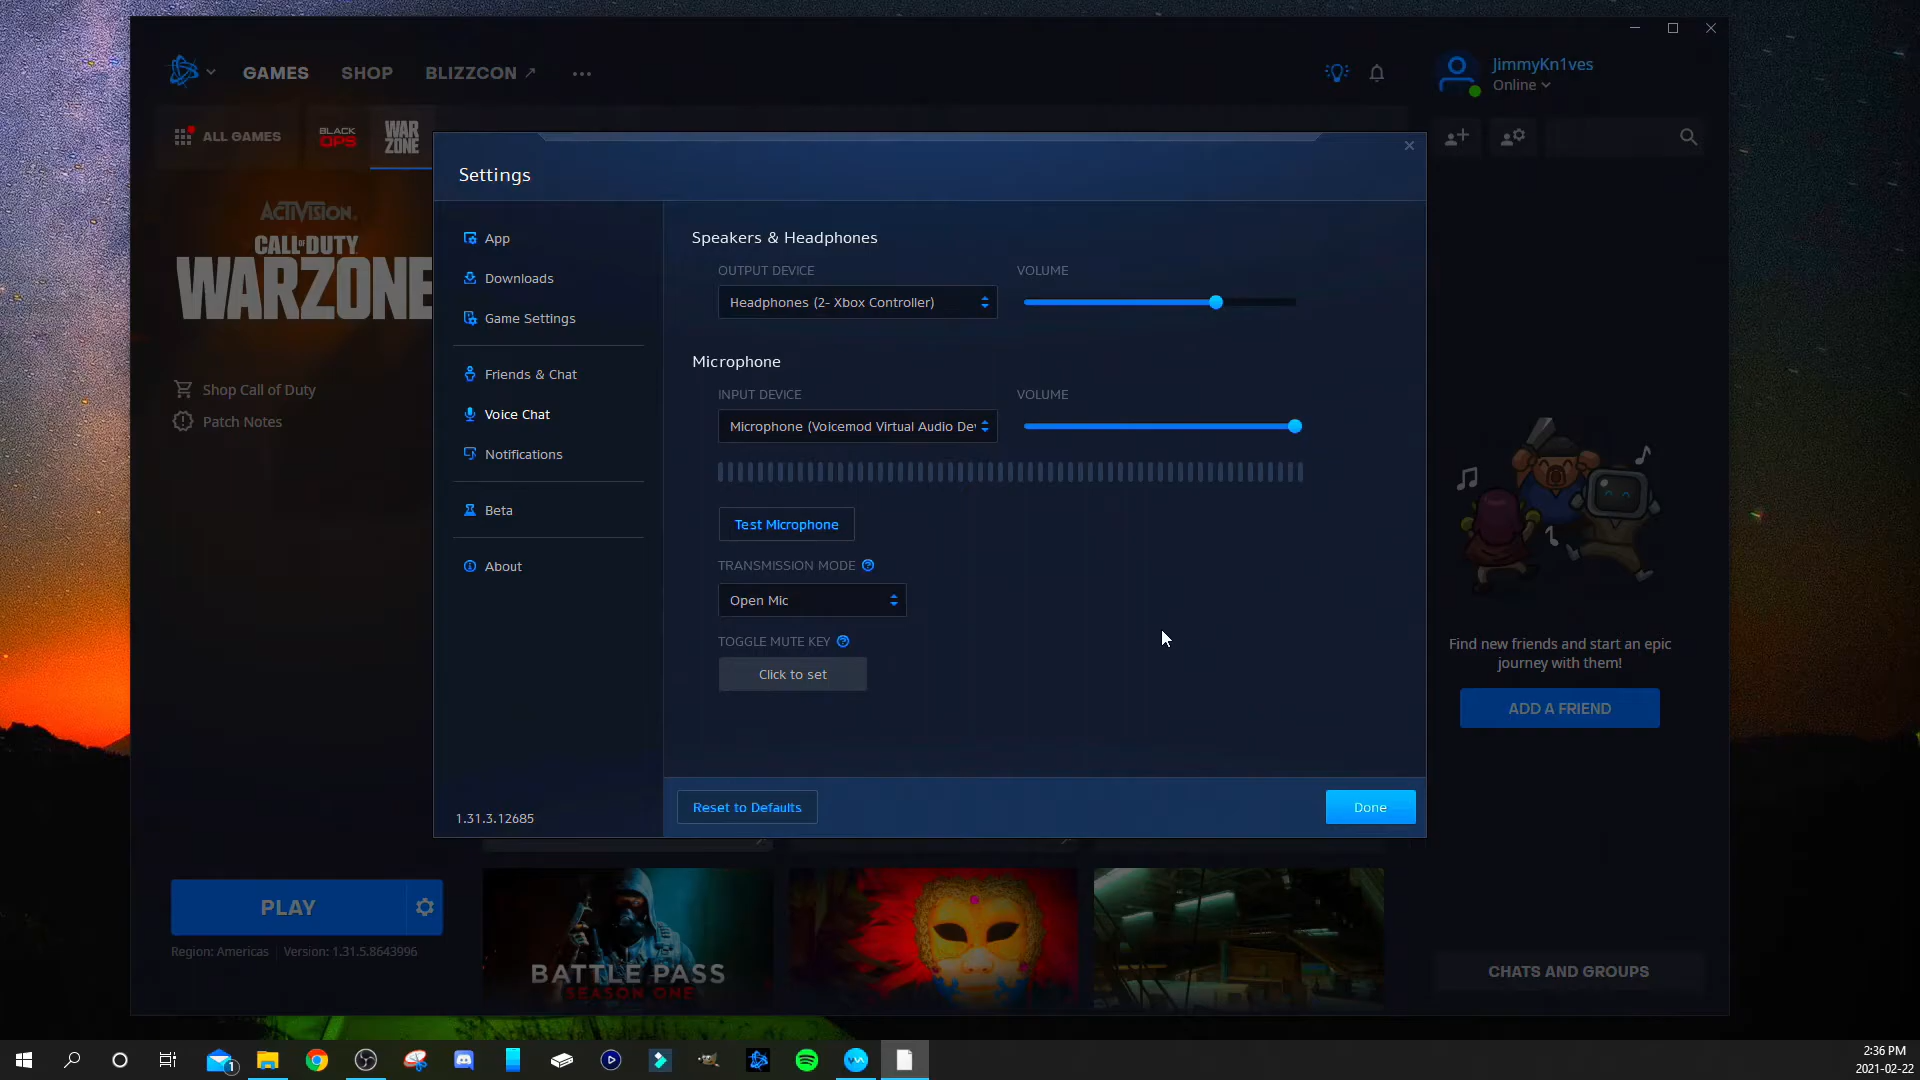 GAMES
SHOP
BLIZZCON
JimmyKn1ves
Online
ALL GAMES
BLACK
OPS
WAR
ZONE
Settings
ACTIVISION.
CALL OF DUTY
WARZONE
Shop Call of Duty
Patch Notes
App
Downloads
Game Settings
Friends & Chat
Voice Chat
Notifications
Beta
About
1.31.3.12685
Speakers & Headphones
OUTPUT DEVICE
VOLUME
Headphones (2- Xbox Controller)
Microphone
INPUT DEVICE
VOLUME
Microphone (Voicemod Virtual Audio De
Test Microphone
TRANSMISSION MODE
Open Mic
TOGGLE MUTE KEY
Click to set
Reset to Defaults
Done
Find new friends and start an epic
journey with them!
ADD A FRIEND
PLAY
Region: Americas
Version: 1.31.5.8643996
BATTLE PASS
SEASON ONE
CHATS AND GROUPS
1
2:36 PM
2021-02-22